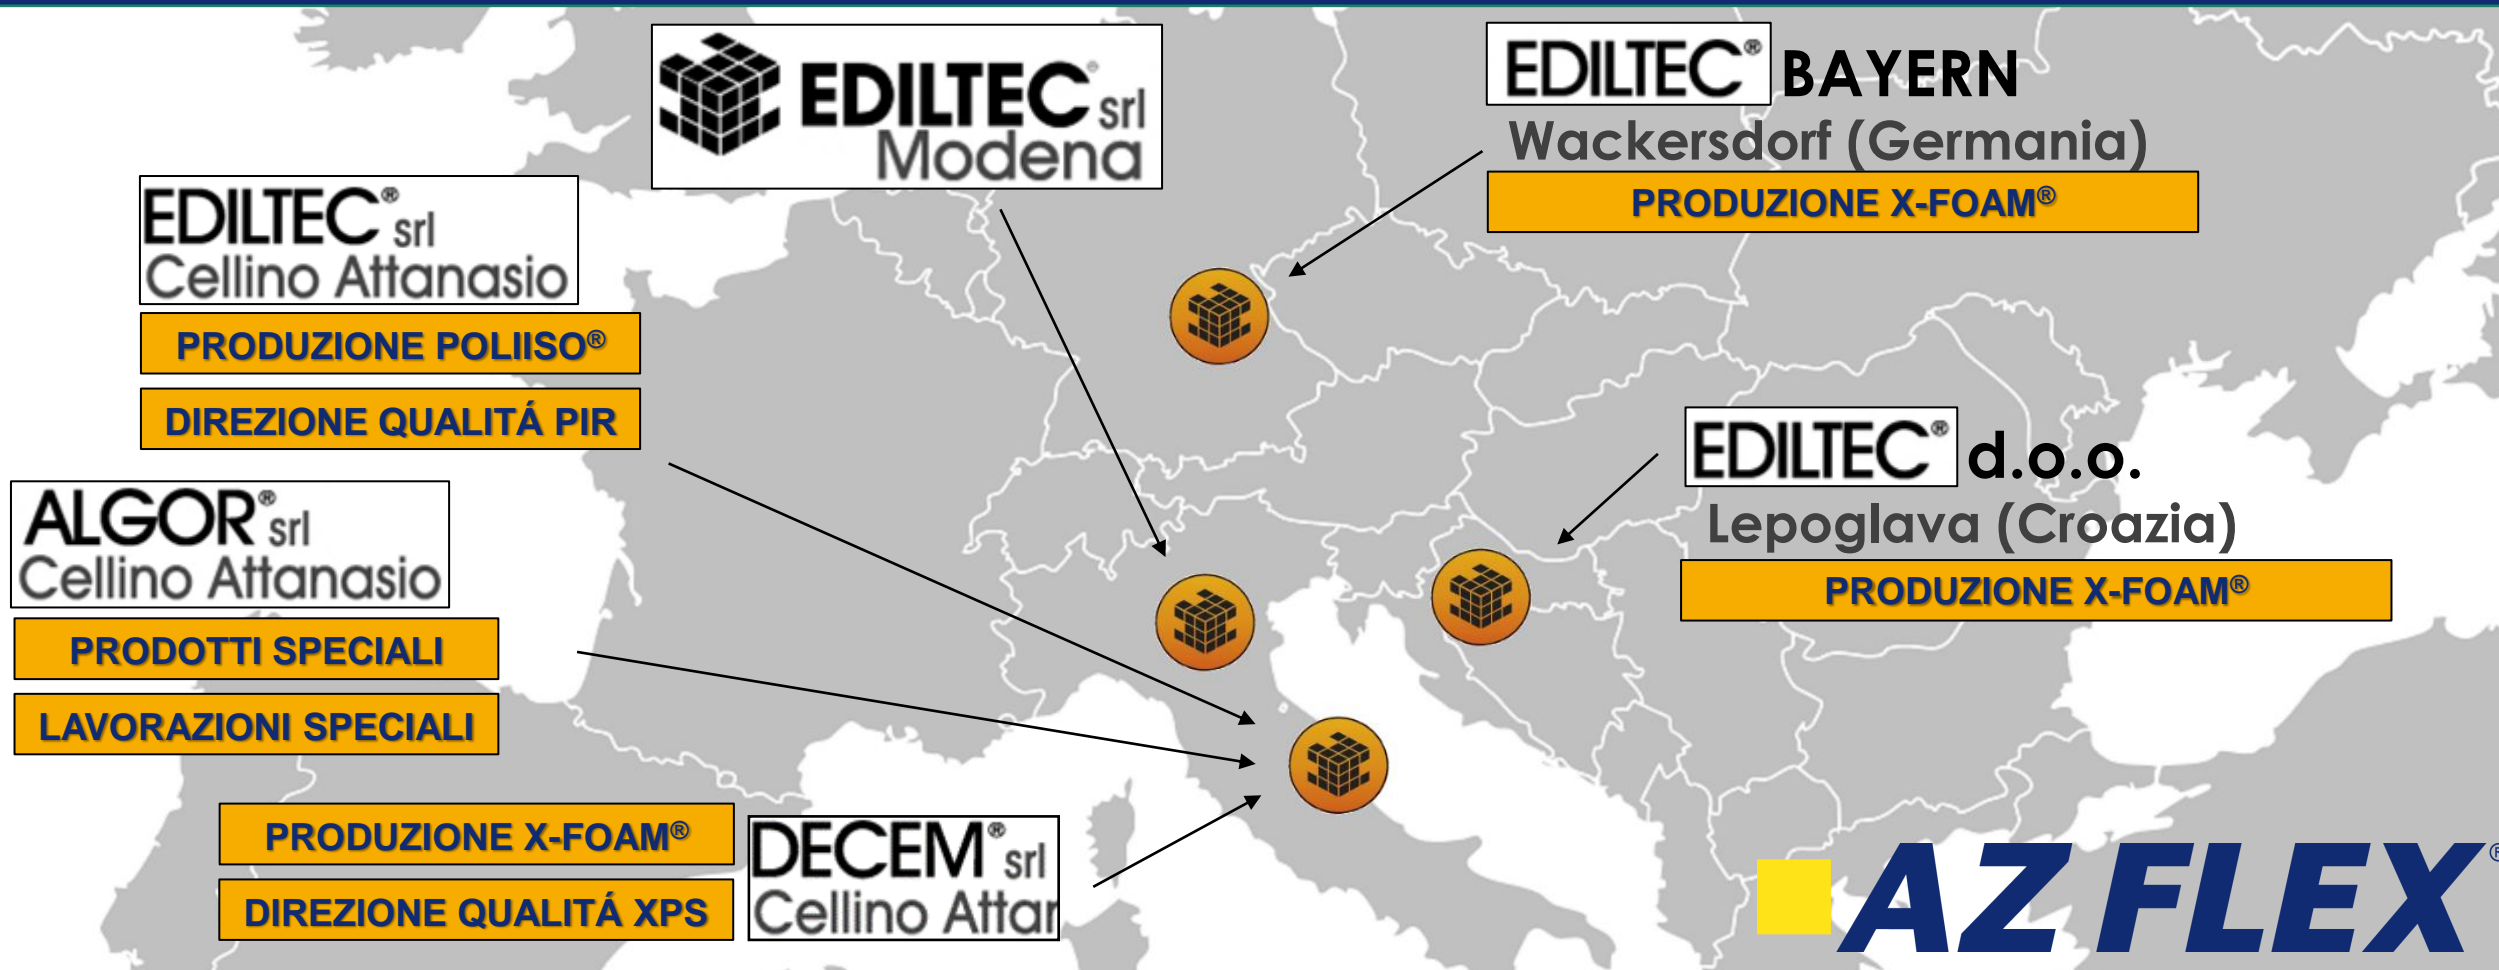 EDILTEC® srl
Modena
EDILTEC® BAYERN
Wackersdorf (Germania)
PRODUZIONE X-FOAM®
EDILTEC® srl
Cellino Attanasio
PRODUZIONE POLIISO®
DIREZIONE QUALITÁ PIR
EDILTEC® d.o.o.
Lepoglava (Croazia)
PRODUZIONE X-FOAM®
ALGOR® srl
Cellino Attanasio
PRODOTTI SPECIALI
LAVORAZIONI SPECIALI
PRODUZIONE X-FOAM®
DIREZIONE QUALITÁ XPS
DECEM® srl
Cellino Attar
AZ FLEX®